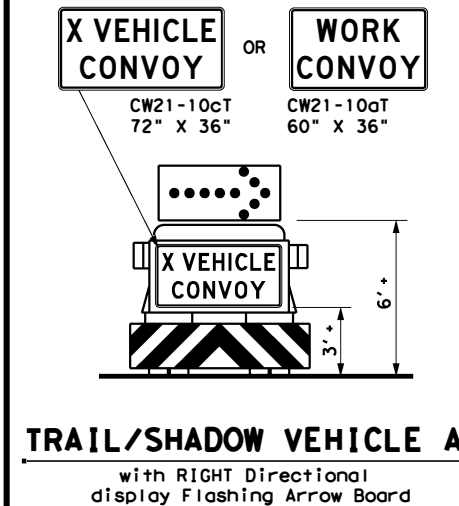 X VEHICLE
CONVOY
OR
WORK
CONVOY
CW21-10cT
72" X 36"
CW21-10aT
60" X 36"
X VEHICLE
CONVOY
6'+
3'+
TRAIL/SHADOW VEHICLE A
with RIGHT Directional
display Flashing Arrow Board